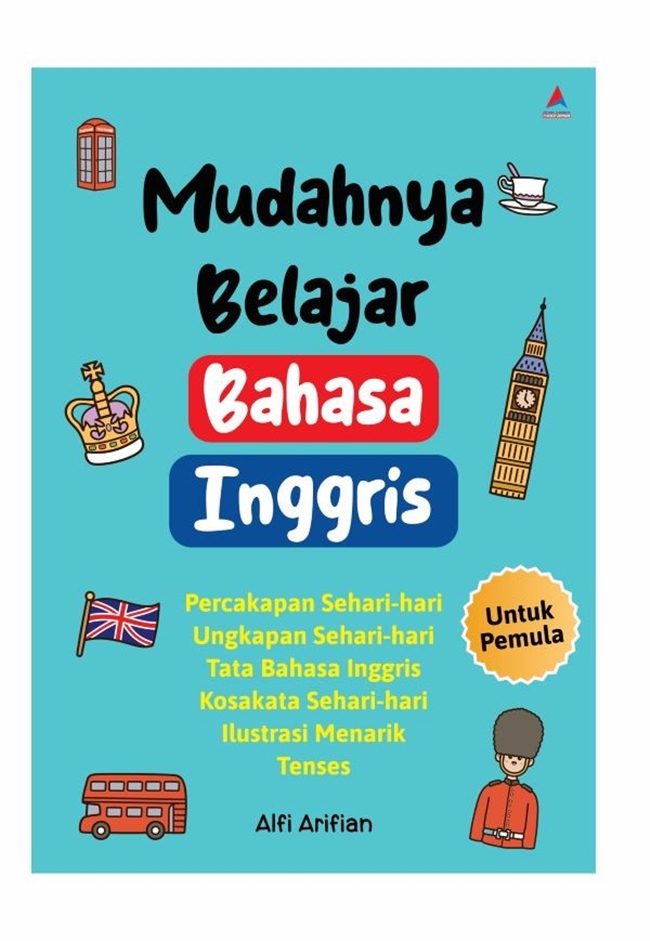 Mudahnya
Belajar
Bahasa
Inggris
Percakapan Sehari-hari
Ungkapan Sehari-hari
Tata Bahasa Inggris
Kosakata Sehari-hari
Ilustrasi Menarik
Tenses
Untuk
Pemula
Alfi Arifian